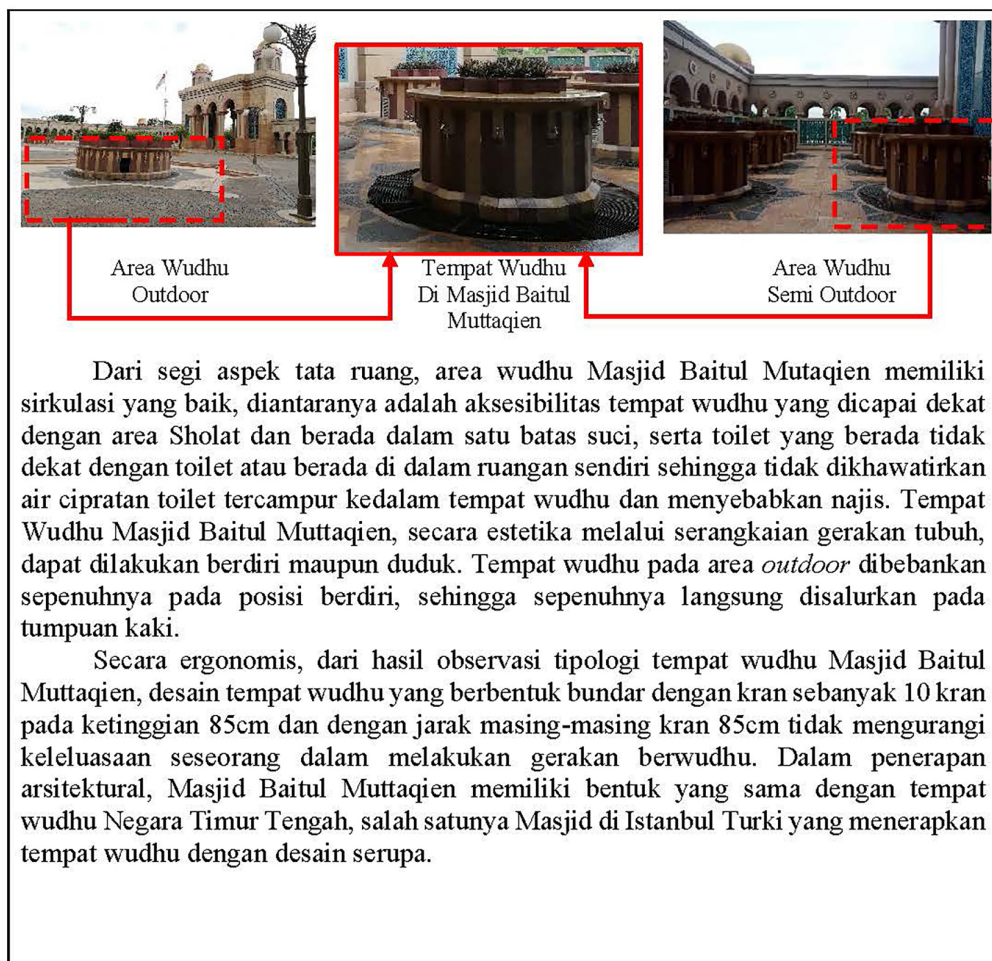 Area Wudhu
Outdoor
Tempat Wudhu
Di Masjid Baitul
Muttaqien
Area Wudhu
Semi Outdoor
Dari segi aspek tata ruang, area wudhu Masjid Baitul Mutaqien memiliki
sirkulasi yang baik, diantaranya adalah aksesibilitas tempat wudhu yang dicapai dekat
dengan area Sholat dan berada dalam satu batas suci, serta toilet yang berada tidak
dekat dengan toilet atau berada di dalam ruangan sendiri sehingga tidak dikhawatirkan
air cipratan toilet tercampur kedalam tempat wudhu dan menyebabkan najis. Tempat
Wudhu Masjid Baitul Muttaqien, secara estetika melalui serangkaian gerakan tubuh,
dapat dilakukan berdiri maupun duduk. Tempat wudhu pada area outdoor dibebankan
sepenuhnya pada posisi berdiri, sehingga sepenuhnya langsung disalurkan pada
tumpuan kaki.
Secara ergonomis, dari hasil observasi tipologi tempat wudhu Masjid Baitul
Muttaqien, desain tempat wudhu yang berbentuk bundar dengan kran sebanyak 10 kran
pada ketinggian 85cm dan dengan jarak masing-masing kran 85cm tidak mengurangi
keleluasaan seseorang dalam melakukan gerakan berwudhu. Dalam penerapan
arsitektural, Masjid Baitul Muttaqien memiliki bentuk yang sama dengan tempat
wudhu Negara Timur Tengah, salah satunya Masjid di Istanbul Turki yang menerapkan
tempat wudhu dengan desain serupa.